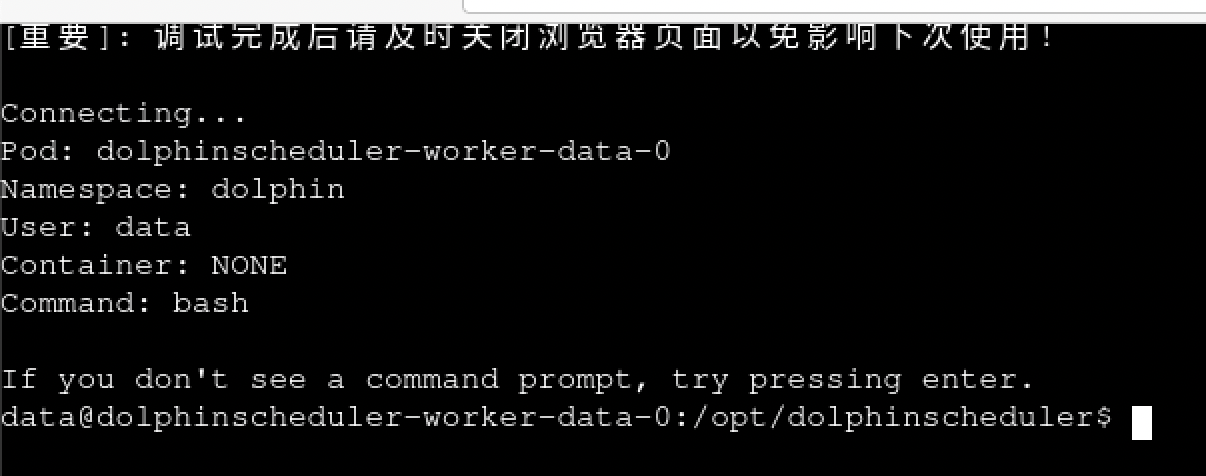 [重要]: 调试完成后请及时关闭浏览器页面以免影响下次使用!
Connecting...
Pod: dolphinscheduler-worker-data-0
Namespace: dolphin
User: data
Container: NONE
Command: bash
If you don't see a command prompt, try pressing enter.
data@dolphinscheduler-worker-data-0:/opt/dolphinscheduler$